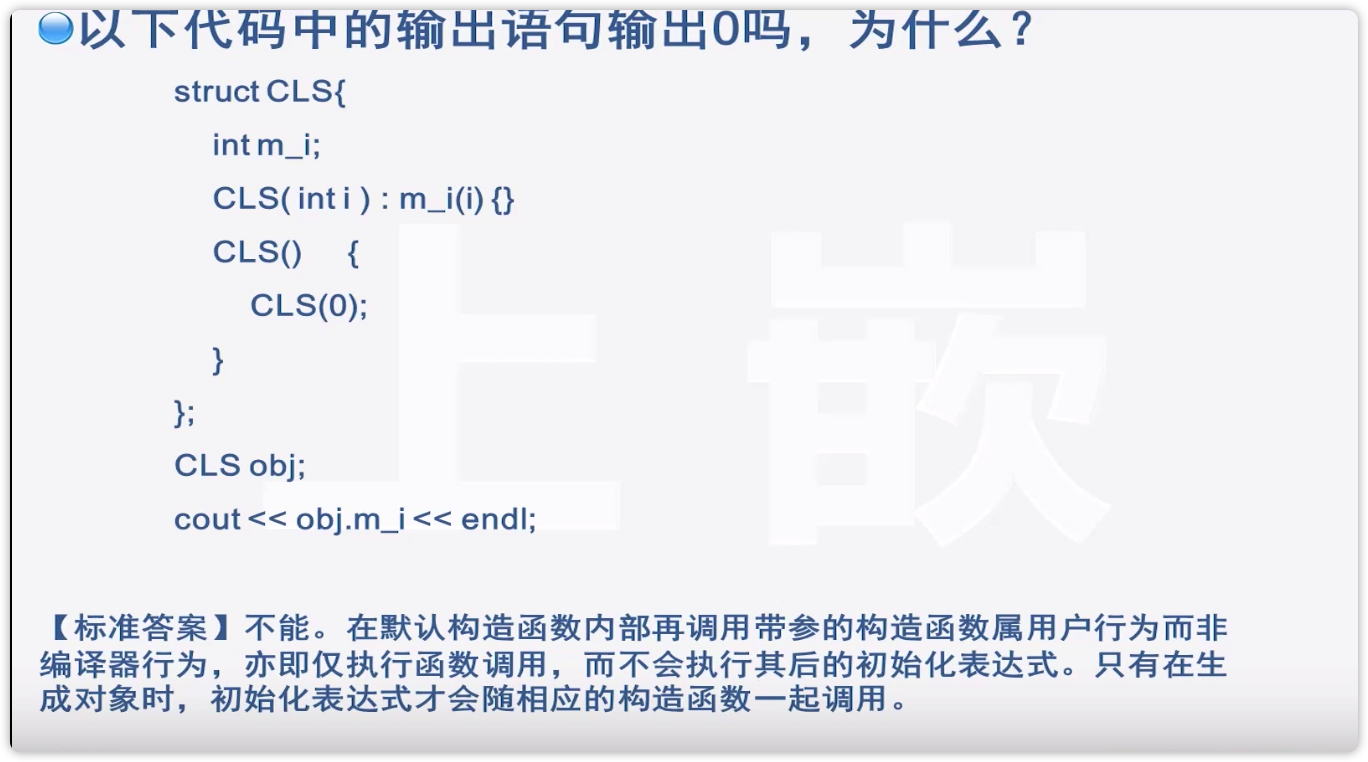 以下代码中的输出语句输出0吗，为什么？
struct CLS{
int m_i;
CLS( int i ) : m_i(i) {}
CLS() {
CLS(0);
}
};
CLS obj;
cout << obj.m_i << endl;
上嵌
【标准答案】不能。在默认构造函数内部再调用带参的构造函数属用户行为而非
编译器行为，亦即仅执行函数调用，而不会执行其后的初始化表达式。只有在生
成对象时，初始化表达式才会随相应的构造函数一起调用。